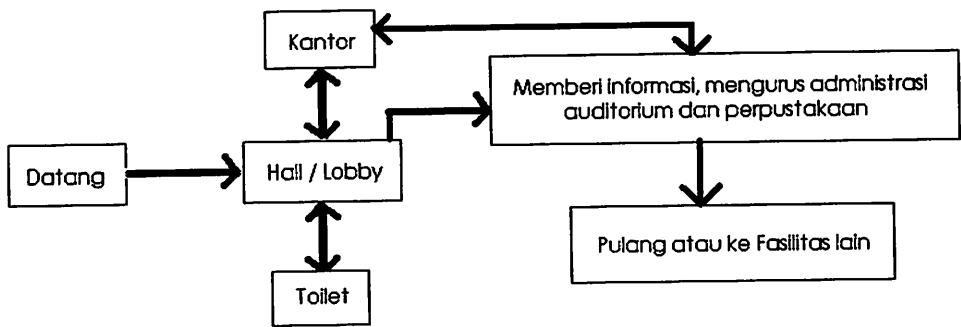 Kantor
Memberi informasi, mengurus administrasi
auditorium dan perpustakaan
Datang
Hall / Lobby
Pulang atau ke Fasilitas lain
Toilet